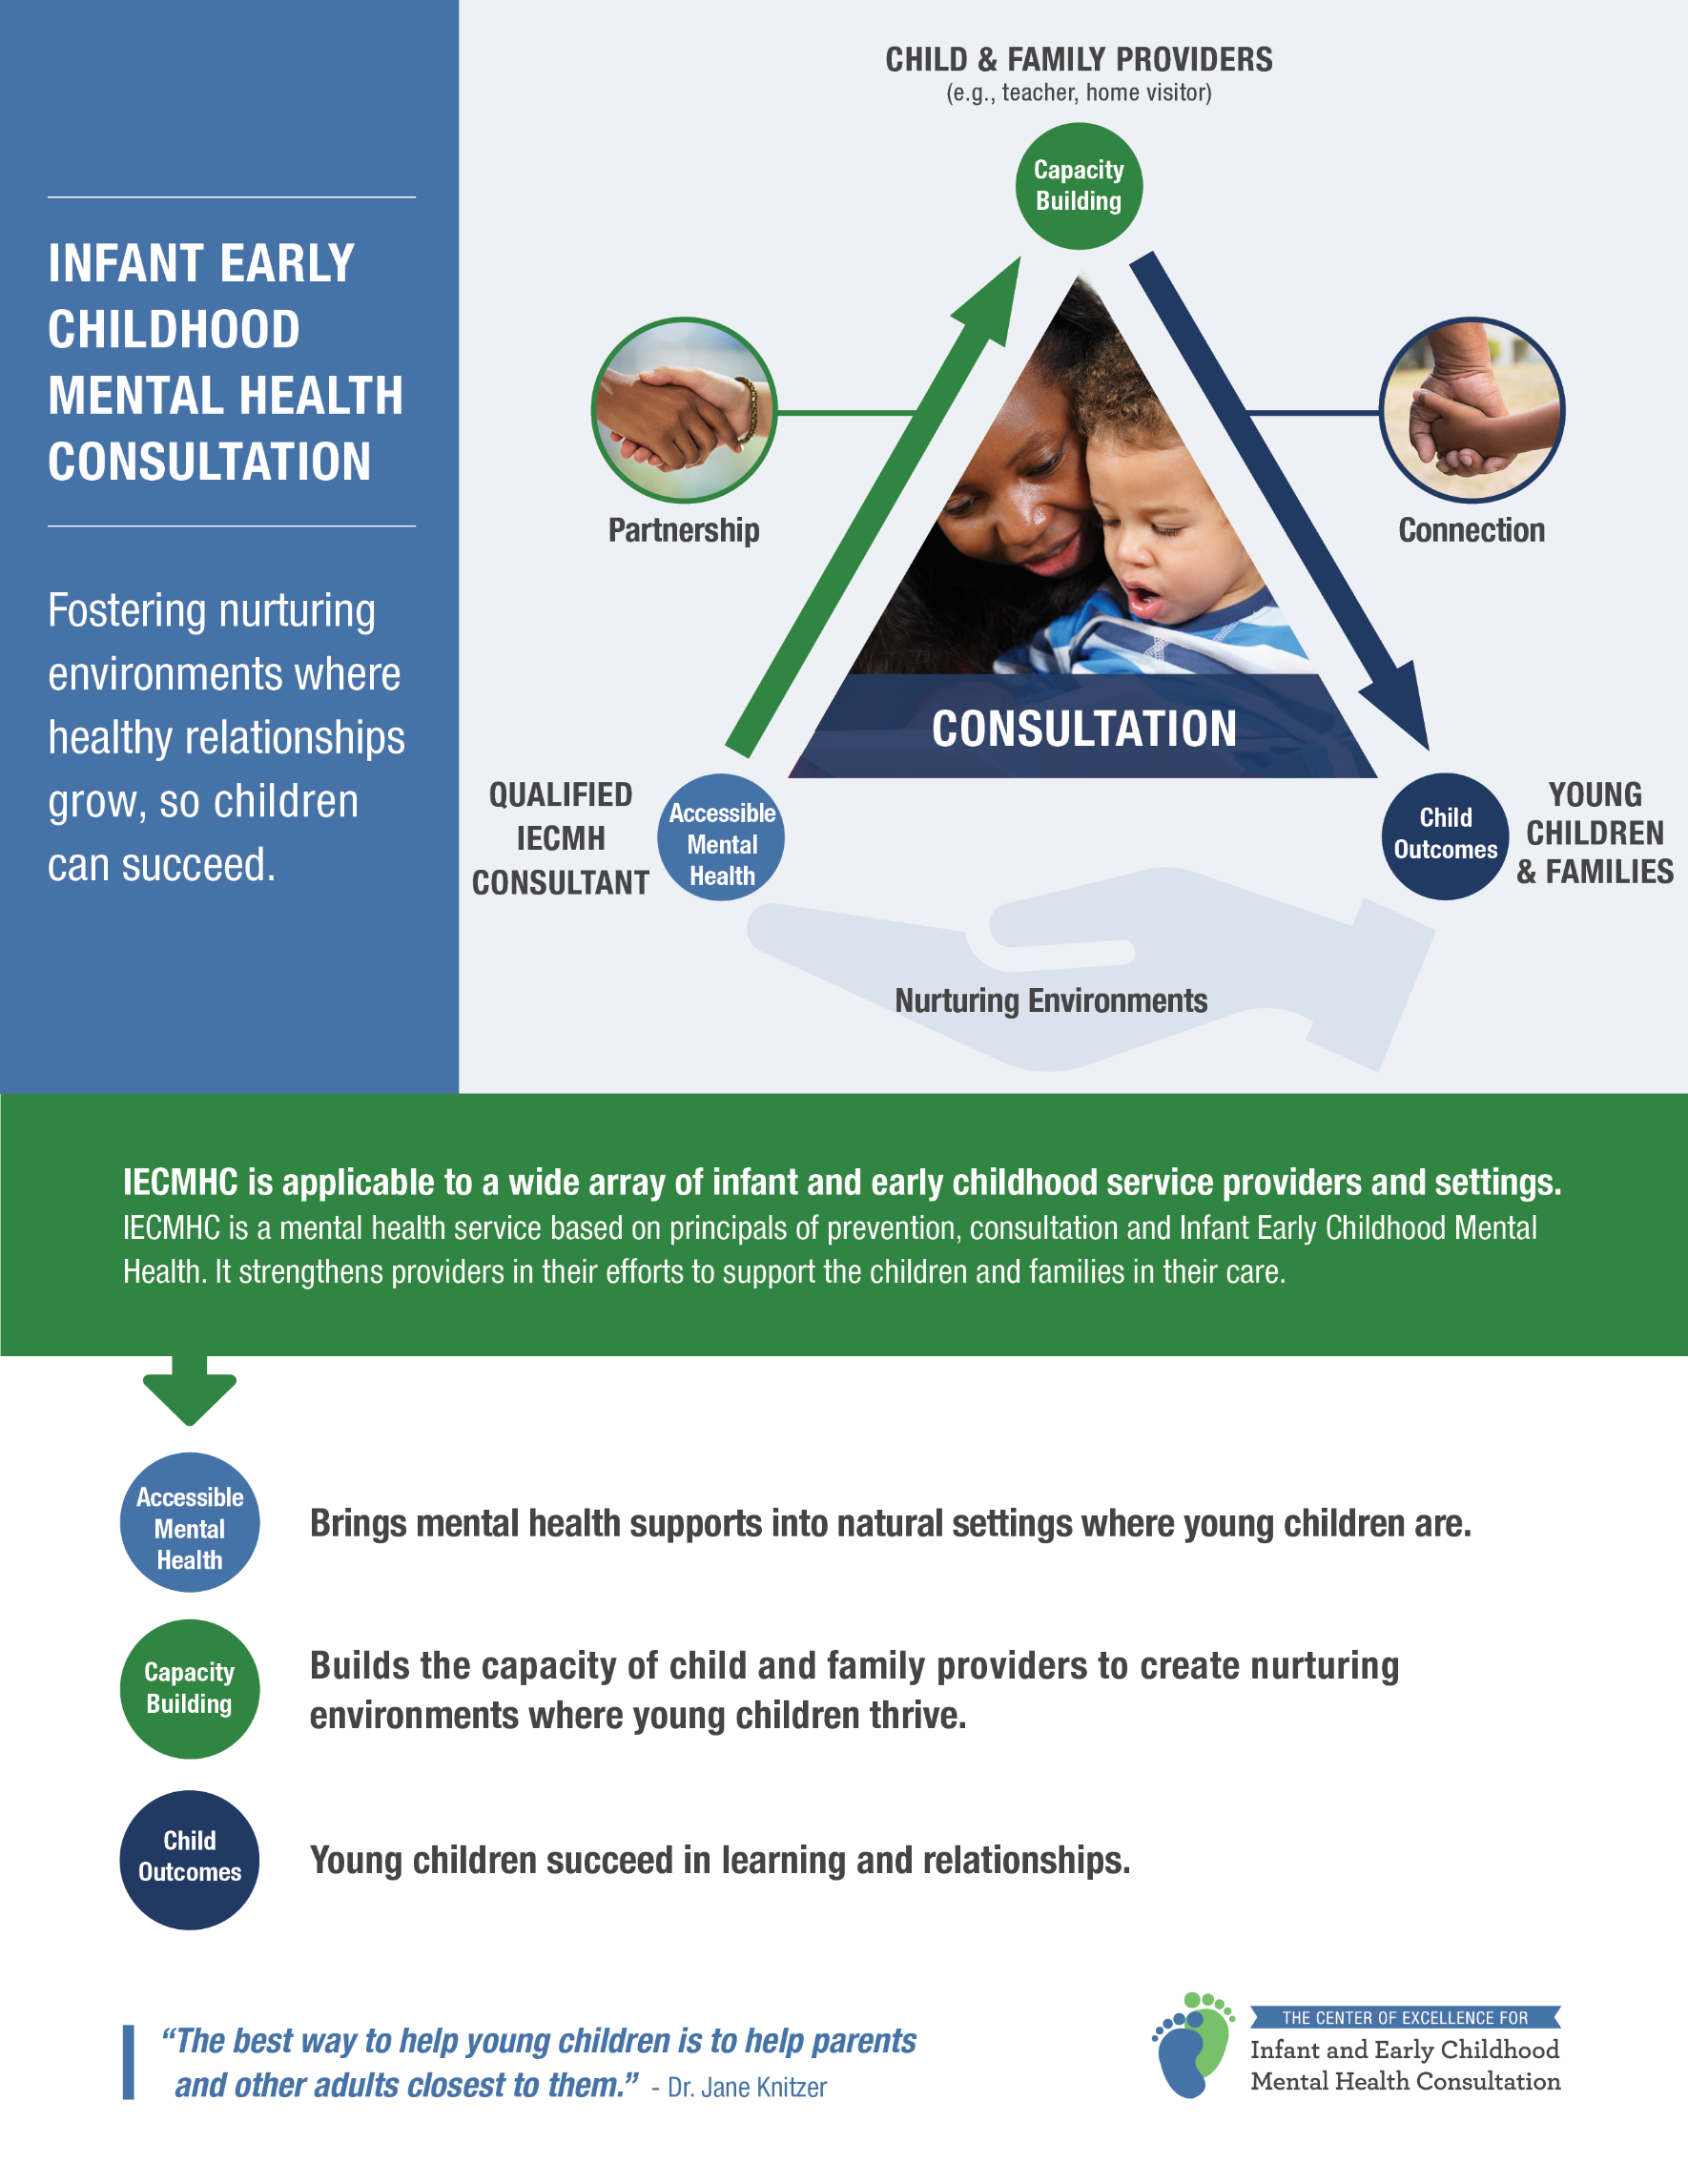 INFANT EARLY
CHILDHOOD
MENTAL HEALTH
CONSULTATION
Fostering nurturing
environments where
healthy relationships
grow, so children
can succeed.
CHILD & FAMILY PROVIDERS
(e.g., teacher, home visitor)
Capacity
Building
Partnership
Connection
CONSULTATION
QUALIFIED
IECMH
CONSULTANT
Accessible
Mental
Health
Child
Outcomes
YOUNG
CHILDREN
& FAMILIES
Nurturing Environments
IECMHC is applicable to a wide array of infant and early childhood service providers and settings.
IECMHC is a mental health service based on principals of prevention, consultation and Infant Early Childhood Mental
Health. It strengthens providers in their efforts to support the children and families in their care.
Accessible
Mental
Health
Brings mental health supports into natural settings where young children are.
Capacity
Building
Builds the capacity of child and family providers to create nurturing
environments where young children thrive.
Child
Outcomes
Young children succeed in learning and relationships.
“The best way to help young children is to help parents
and other adults closest to them.” - Dr. Jane Knitzer
THE CENTER OF EXCELLENCE FOR
Infant and Early Childhood
Mental Health Consultation